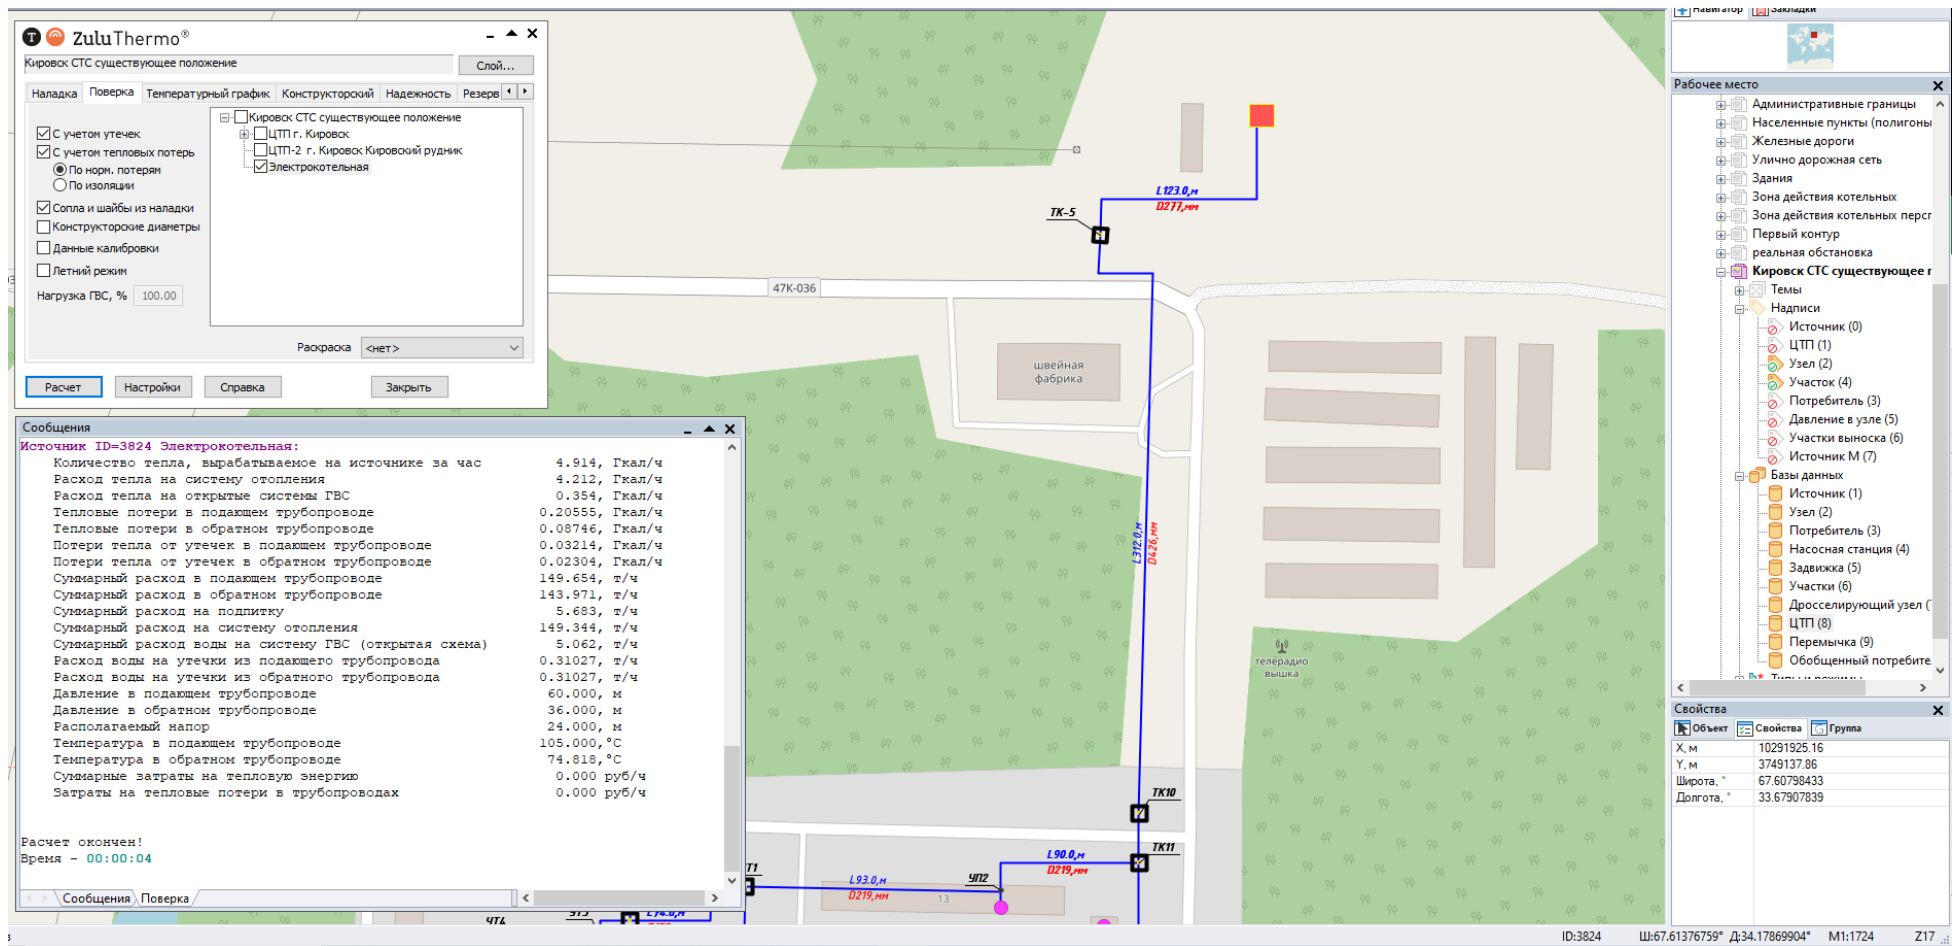 ZuluThermo®
Кировск СТС существующее положение
Слой...
Наладка
Поверка
Температурный график
Конструкторский
Надежность
Резерв
С учетом утечек
С учетом тепловых потерь
По норм. потерям
По изоляции
Сопла и шайбы из наладки
Конструкторские диаметры
Данные калибровки
Летний режим
Нагрузка ГВС, % 100.00
Кировск СТС существующее положение
ЦТП г. Кировск
ЦТП-2 г. Кировск Кировский рудник
Электрокотельная
Раскраска <нет>
Расчет
Настройки
Справка
Закрыть
Сообщения
Источник ID=3824 Электрокотельная:
Количество тепла, вырабатываемое на источнике за час 4.914, Гкал/ч
Расход тепла на систему отопления 4.212, Гкал/ч
Расход тепла на открытые системы ГВС 0.354, Гкал/ч
Тепловые потери в подающем трубопроводе 0.20555, Гкал/ч
Тепловые потери в обратном трубопроводе 0.08746, Гкал/ч
Потери тепла от утечек в подающем трубопроводе 0.03214, Гкал/ч
Потери тепла от утечек в обратном трубопроводе 0.02304, Гкал/ч
Суммарный расход в подающем трубопроводе 149.654, т/ч
Суммарный расход в обратном трубопроводе 143.971, т/ч
Суммарный расход на подпитку 5.683, т/ч
Суммарный расход на систему отопления 149.344, т/ч
Суммарный расход воды на систему ГВС (открытая схема) 5.062, т/ч
Расход воды на утечки из подающего трубопровода 0.31027, т/ч
Расход воды на утечки из обратного трубопровода 0.31027, т/ч
Давление в подающем трубопроводе 60.000, м
Давление в обратном трубопроводе 36.000, м
Располагаемый напор 24.000, м
Температура в подающем трубопроводе 105.000,°C
Температура в обратном трубопроводе 74.818,°C
Суммарные затраты на тепловую энергию 0.000 руб/ч
Затраты на тепловые потери в трубопроводах 0.000 руб/ч
Расчет окончен!
Время - 00:00:04
Сообщения
Поверка
L123.0,м
D277,мм
ТК-5
47К-036
швейная
фабрика
L312.0,м
D426,мм
телерадио
вышка
ТК10
ТК11
L90.0,м
D219,мм
УП2
L93.0,м
D219,мм
13
УТ4
Навигатор
Закладки
Рабочее место
Административные границы
Населенные пункты (полигоны
Железные дороги
Улично дорожная сеть
Здания
Зона действия котельных
Зона действия котельных персп
Первый контур
реальная обстановка
Кировск СТС существующее п
Темы
Надписи
Источник (0)
ЦТП (1)
Узел (2)
Участок (4)
Потребитель (3)
Давление в узле (5)
Участки выноска (6)
Источник М (7)
Базы данных
Источник (1)
Узел (2)
Потребитель (3)
Насосная станция (4)
Задвижка (5)
Участки (6)
Дросселирующий узел (7
ЦТП (8)
Перемычка (9)
Обобщенный потребите
Типы и режимы
Свойства
Объект
Свойства
Группа
X, м 10291925.16
Y, м 3749137.86
Широта, ° 67.60798433
Долгота, ° 33.67907839
ID:3824
Ш:67.61376759° Д:34.17869904°
М1:1724
Z17